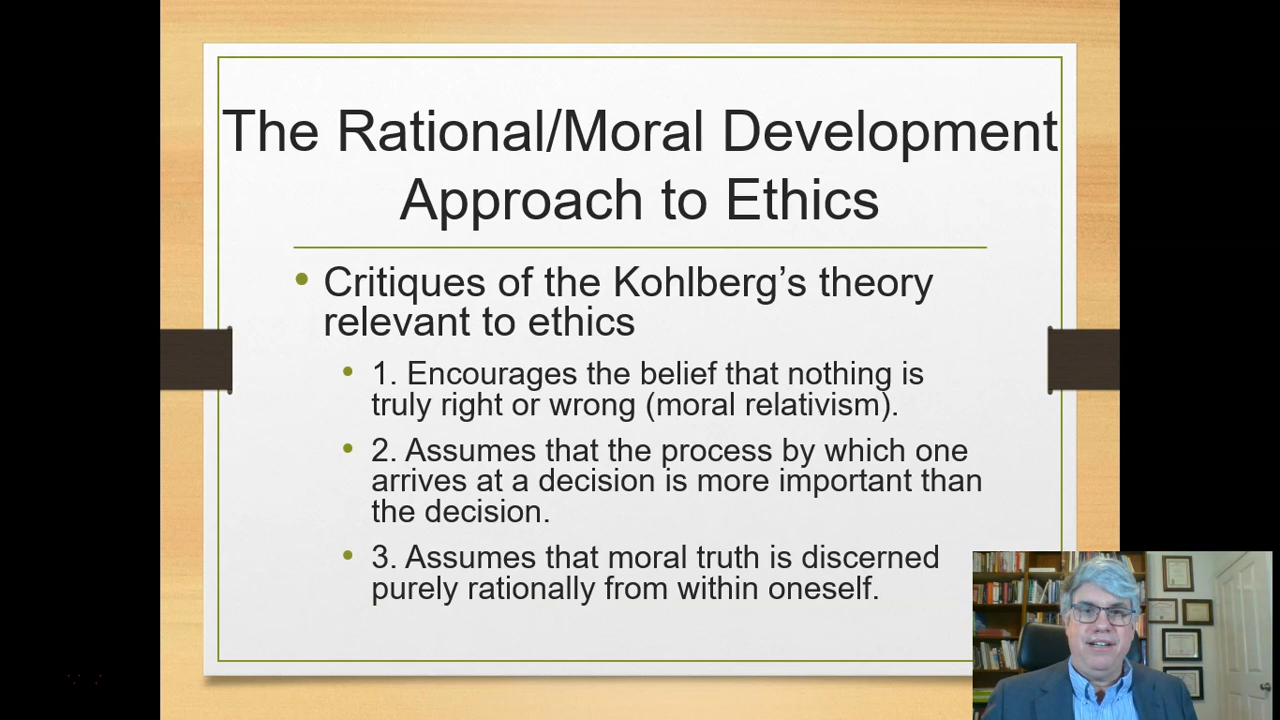 The Rational/Moral Development
Approach to Ethics
• Critiques of the Kohlberg’s theory
relevant to ethics
• 1. Encourages the belief that nothing is
truly right or wrong (moral relativism).
• 2. Assumes that the process by which one
arrives at a decision is more important than
the decision.
• 3. Assumes that moral truth is discerned
purely rationally from within oneself.